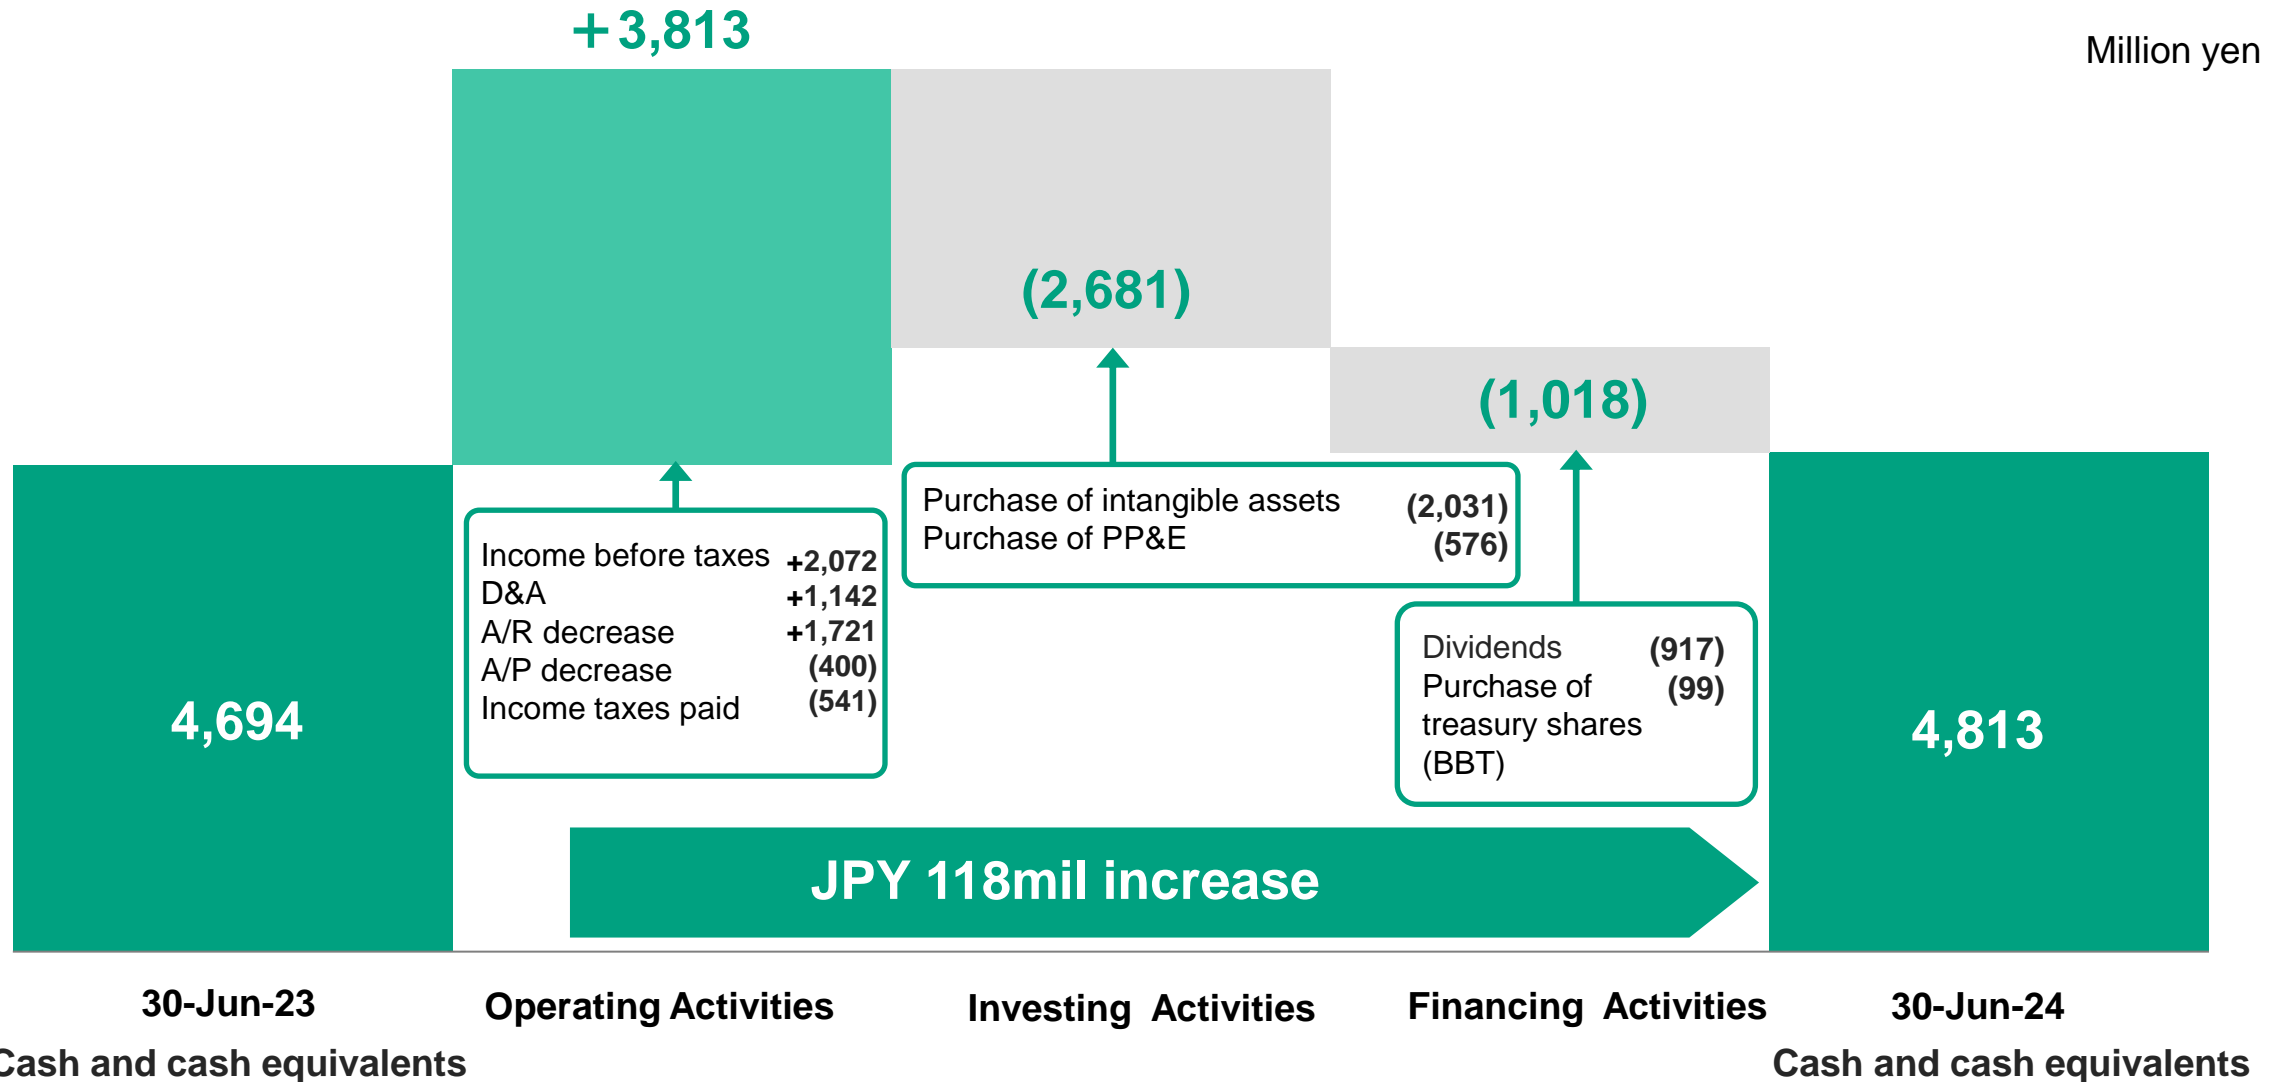 +3,813
Million yen
(2,681)
(1,018)
4,694
Income before taxes +2,072
D&A +1,142
A/R decrease +1,721
A/P decrease (400)
Income taxes paid (541)
Purchase of intangible assets (2,031)
Purchase of PP&E (576)
Dividends (917)
Purchase of (99)
treasury shares
(BBT)
4,813
JPY 118mil increase
30-Jun-23
Operating Activities
Investing Activities
Financing Activities
30-Jun-24
Cash and cash equivalents
Cash and cash equivalents